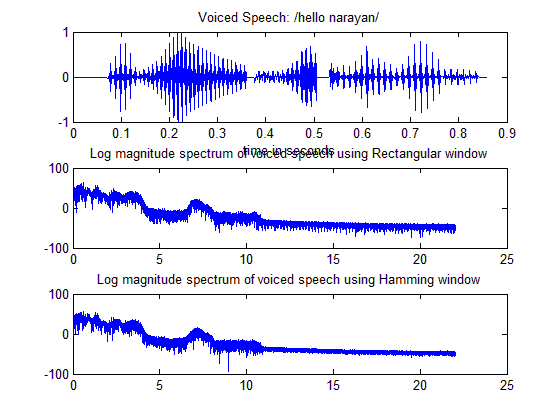 Voiced Speech: /hello narayan/
1
0
-1
0 0.1 0.2 0.3 0.4 0.5 0.6 0.7 0.8 0.9
time in seconds
Log magnitude spectrum of voiced speech using Rectangular window
100
0
-100
0 5 10 15 20 25
Log magnitude spectrum of voiced speech using Hamming window
100
0
-100
0 5 10 15 20 25